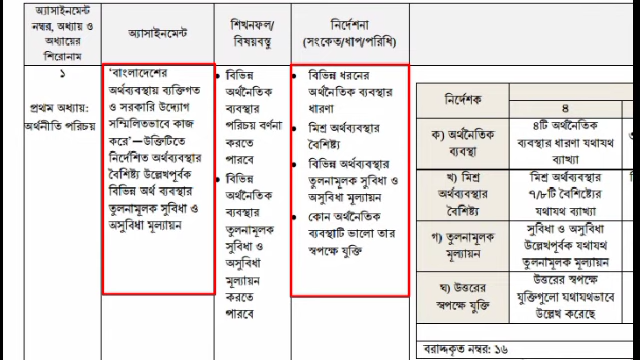 অ্যাসাইনমেন্ট
নম্বর, অধ্যায় ও
অধ্যায়ের
শিরোনাম
অ্যাসাইনমেন্ট
শিখনফল/
বিষয়বস্তু
নির্দেশনা
(সংকেত/ধাপ/পরিধি)
১
প্রথম অধ্যায়:
অর্থনীতি পরিচয়
‘বাংলাদেশের
অর্থব্যবস্থায় ব্যক্তিগত
ও সরকারি উদ্যোগ
সম্মিলিতভাবে কাজ
করে’—উক্তিটিতে
নির্দেশিত অর্থব্যবস্থার
বৈশিষ্ট্য উল্লেখপূর্বক
বিভিন্ন অর্থ ব্যবস্থার
তুলনামূলক সুবিধা ও
অসুবিধা মূল্যায়ন
• বিভিন্ন
অর্থনৈতিক
ব্যবস্থার
পরিচয় বর্ণনা
করতে
পারবে
• বিভিন্ন
অর্থনৈতিক
ব্যবস্থার
তুলনামূলক
সুবিধা ও
অসুবিধা
মূল্যায়ন
করতে
পারবে
• বিভিন্ন ধরনের
অর্থনৈতিক ব্যবস্থার
ধারণা
• মিশ্র অর্থব্যবস্থার
বৈশিষ্ট্য
• বিভিন্ন অর্থব্যবস্থার
তুলনামূলক সুবিধা ও
অসুবিধা মূল্যায়ন
• কোন অর্থনৈতিক
ব্যবস্থাটি ভালো তার
স্বপক্ষে যুক্তি
নির্দেশক
৪
ক) অর্থনৈতিক
ব্যবস্থা
৪টি অর্থনৈতিক
ব্যবস্থার ধারণা যথাযথ
ব্যাখ্যা
খ) মিশ্র
অর্থব্যবস্থার
বৈশিষ্ট্য
মিশ্র অর্থব্যবস্থার
৭/৮টি বৈশিষ্ট্যের
যথাযথ ব্যাখ্যা
গ) তুলনামূলক
মূল্যায়ন
সুবিধা ও অসুবিধা
উল্লেখপূর্বক যথাযথ
তুলনামূলক মূল্যায়ন
ঘ) উত্তরের
স্বপক্ষে যুক্তি
উত্তরের স্বপক্ষে
যুক্তিগুলো যথাযথভাবে
উল্লেখ করেছে
বরাদ্দকৃত নম্বর: ১৬